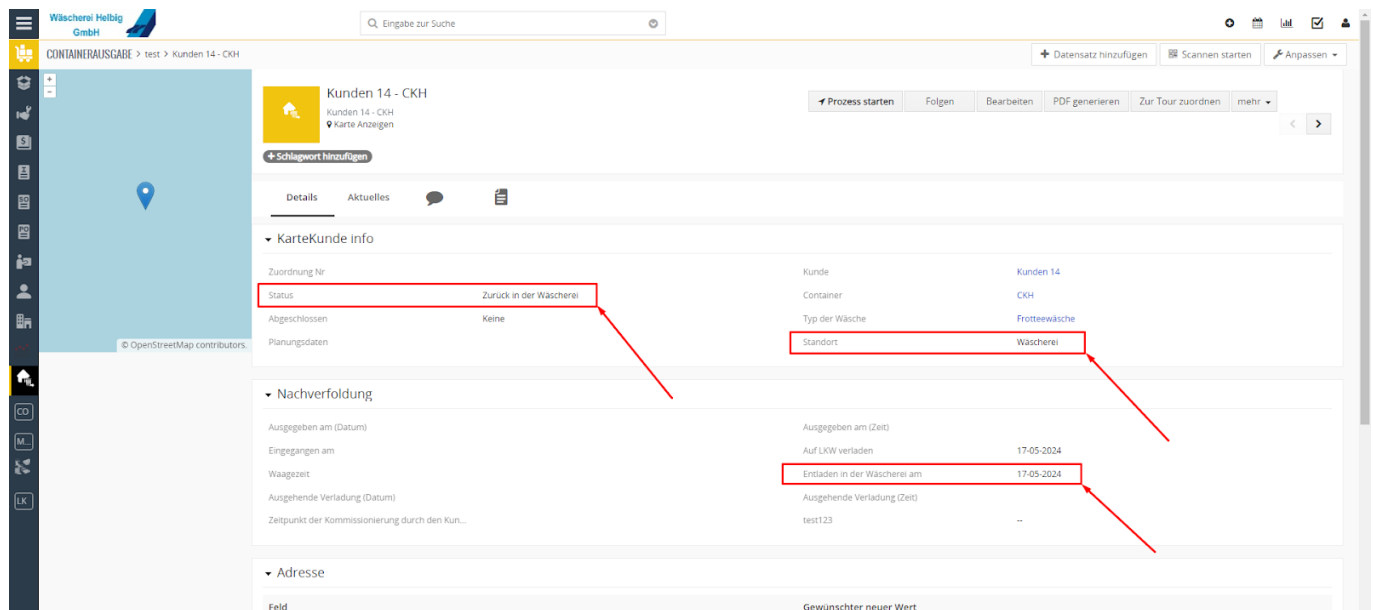 Wäscherei Helbig
GmbH
Eingabe zur Suche
CONTAINERAUSGABE > test > Kunden 14 - CKH
+ Datensatz hinzufügen
Scannen starten
Anpassen
+
−
Kunden 14 - CKH
Kunden 14 - CKH
Karte Anzeigen
Prozess starten
Folgen
Bearbeiten
PDF generieren
Zur Tour zuordnen
mehr
+ Schlagwort hinzufügen
Details
Aktuelles
KarteKunde info
Zuordnung Nr
Kunde Kunden 14
Status Zurück in der Wäscherei
Container CKH
Abgeschlossen Keine
Typ der Wäsche Frotteewäsche
Planungsdaten
Standort Wäscherei
© OpenStreetMap contributors.
Nachverfoldung
Ausgegeben am (Datum)
Ausgegeben am (Zeit)
Eingegangen am
Auf LKW verladen 17-05-2024
Waagezeit
Entladen in der Wäscherei am 17-05-2024
Ausgehende Verladung (Datum)
Ausgehende Verladung (Zeit)
Zeitpunkt der Kommissionierung durch den Kun...
test123 --
Adresse
Feld
Gewünschter neuer Wert
S
SO
PO
CO
M...
LK